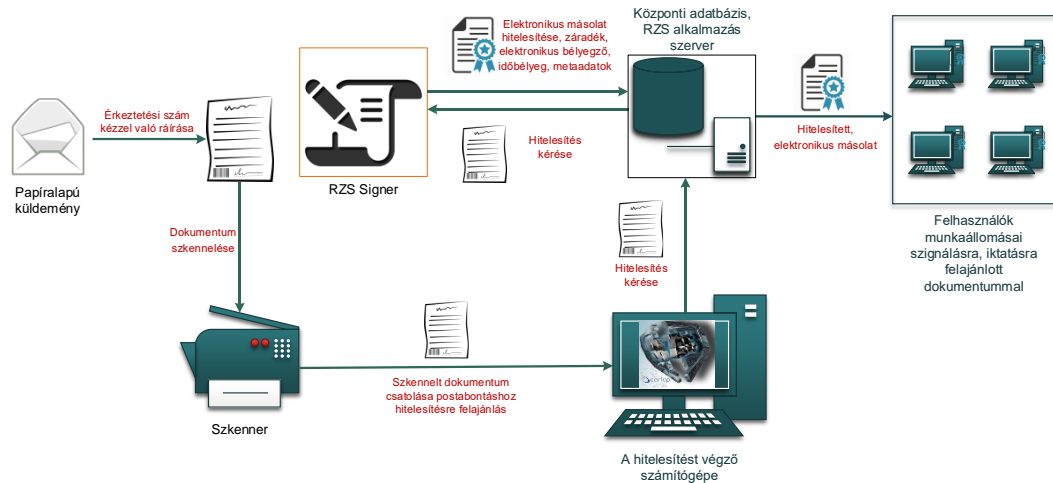 Papíralapú
küldemény
Érkeztetési szám
kézzel való ráírása
Dokumentum
szkennelése
Szkenner
Szkennelt dokumentum
csatolása postabontáshoz
hitelesítésre felajánlás
A hitelesítést végző
számítógépe
Hitelesítés
kérése
RZS Signer
Hitelesítés
kérése
Elektronikus másolat
hitelesítése, záradék,
elektronikus bélyegző,
időbélyeg, metaadatok
Központi adatbázis,
RZS alkalmazás
szerver
Hitelesített,
elektronikus másolat
Felhasználók
munkaállomásai
szignálásra, iktatásra
felajánlott
dokumentummal